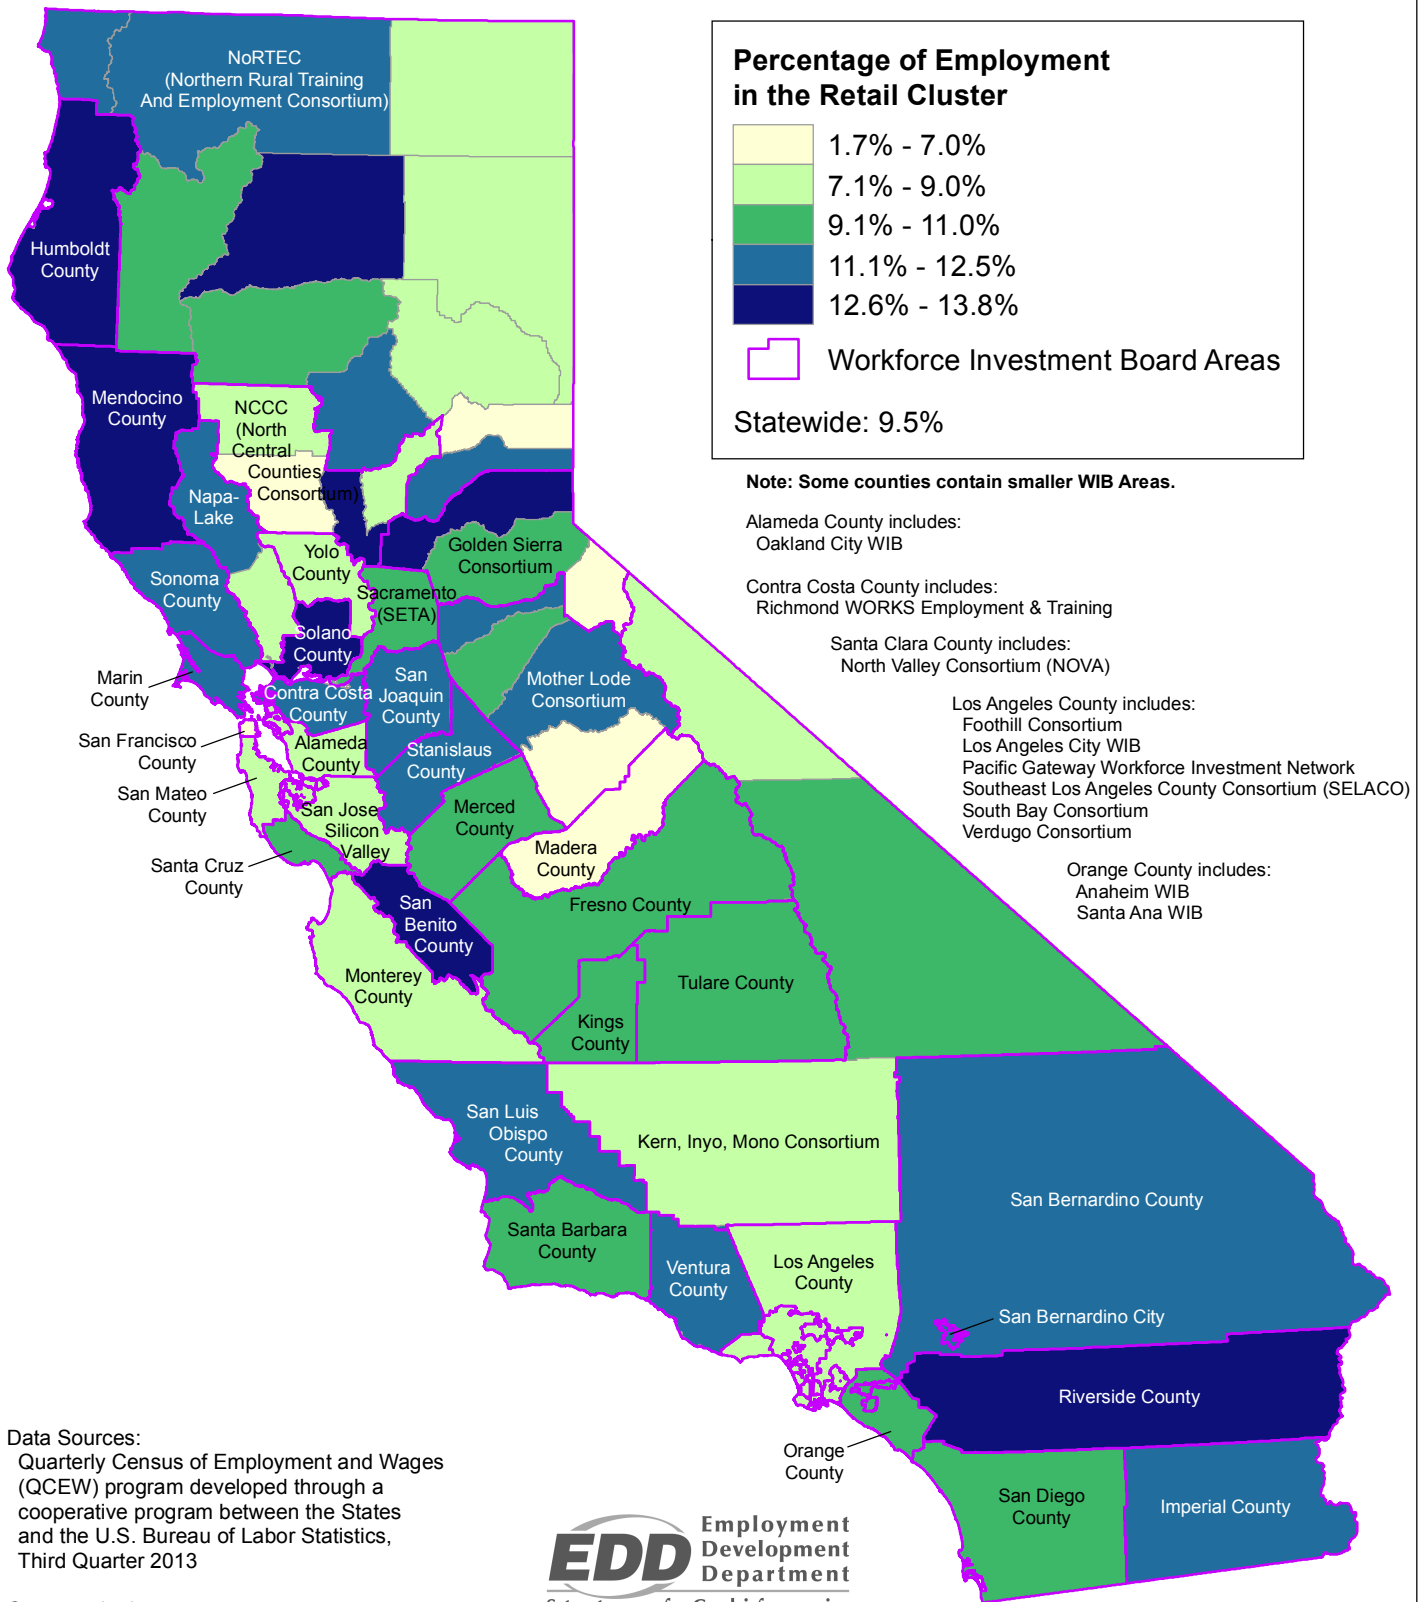 NoRTEC
(Northern Rural Training
And Employment Consortium)
Humboldt
County
Mendocino
County
NCCC
(North
Central
Counties
Consortium)
Napa-
Lake
Yolo
County
Golden Sierra
Consortium
Sonoma
County
Sacramento
(SETA)
Solano
County
Marin
County
Contra Costa
County
San
Joaquin
County
Mother Lode
Consortium
San Francisco
County
Alameda
County
Stanislaus
County
San Mateo
County
San Jose
Silicon
Valley
Merced
County
Santa Cruz
County
Madera
County
San
Benito
County
Fresno County
Monterey
County
Tulare County
Kings
County
San Luis
Obispo
County
Kern, Inyo, Mono Consortium
San Bernardino County
Santa Barbara
County
Ventura
County
Los Angeles
County
San Bernardino City
Riverside County
Orange
County
San Diego
County
Imperial County
Percentage of Employment
in the Retail Cluster
1.7% - 7.0%
7.1% - 9.0%
9.1% - 11.0%
11.1% - 12.5%
12.6% - 13.8%
Workforce Investment Board Areas
Statewide: 9.5%
Note: Some counties contain smaller WIB Areas.
Alameda County includes:
Oakland City WIB
Contra Costa County includes:
Richmond WORKS Employment & Training
Santa Clara County includes:
North Valley Consortium (NOVA)
Los Angeles County includes:
Foothill Consortium
Los Angeles City WIB
Pacific Gateway Workforce Investment Network
Southeast Los Angeles County Consortium (SELACO)
South Bay Consortium
Verdugo Consortium
Orange County includes:
Anaheim WIB
Santa Ana WIB
Data Sources:
Quarterly Census of Employment and Wages
(QCEW) program developed through a
cooperative program between the States
and the U.S. Bureau of Labor Statistics,
Third Quarter 2013
EDD
Employment
Development
Department